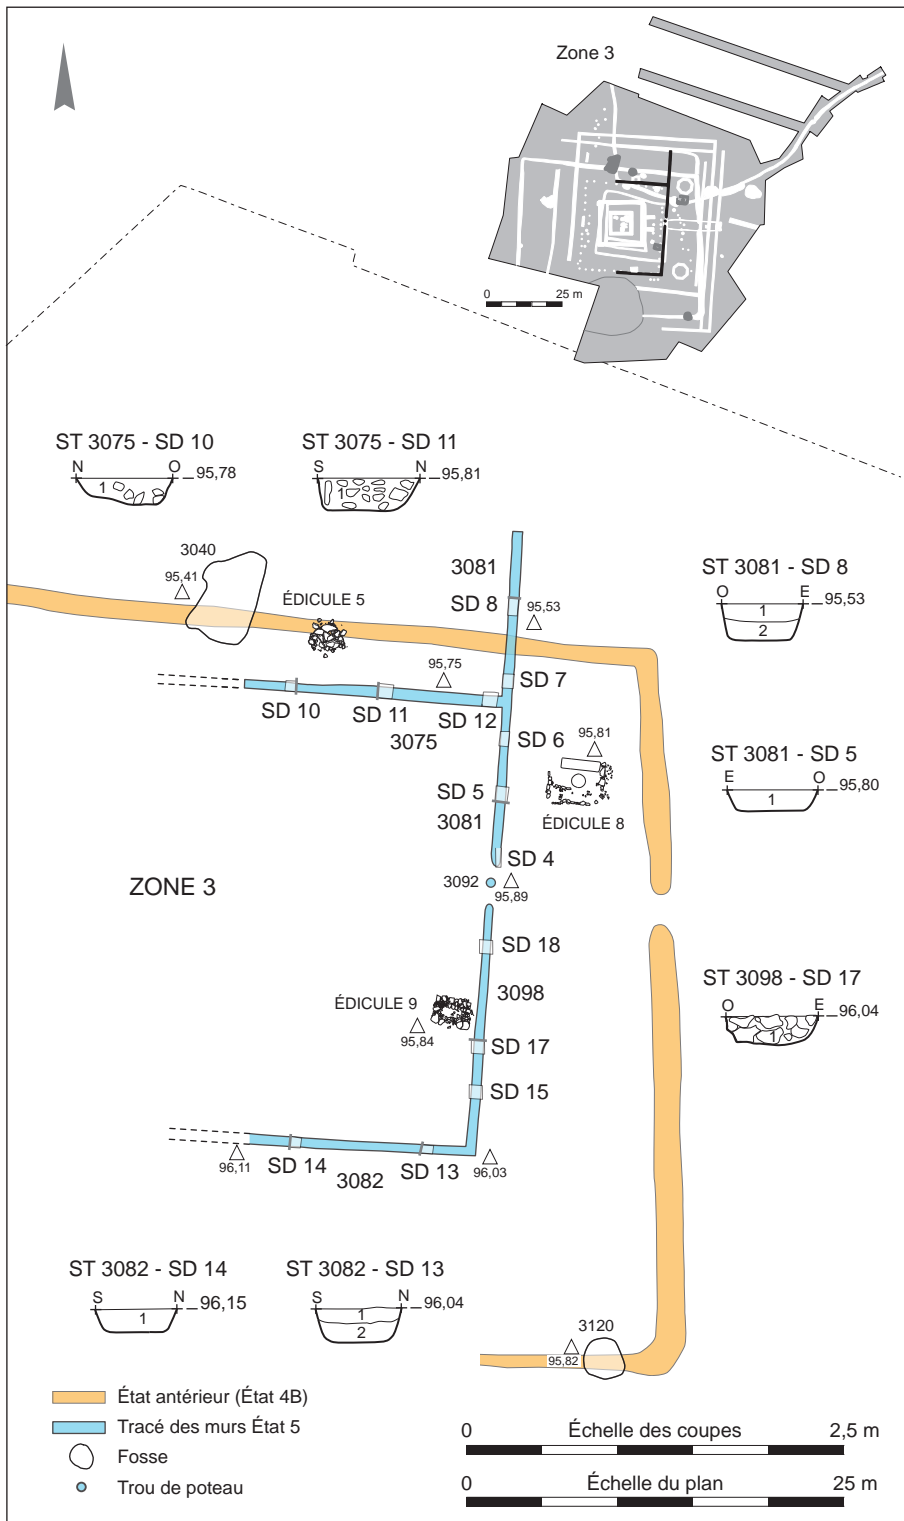 Zone 3
0 25 m
ST 3075 - SD 10
N O 95,78
1
ST 3075 - SD 11
S N 95,81
1
3040
95,41
ÉDICULE 5
3081
SD 8
95,53
ST 3081 - SD 8
O E 95,53
1
2
95,75
SD 7
SD 10
SD 11
SD 12
3075
SD 6
95,81
ST 3081 - SD 5
E O 95,80
1
SD 5
3081
ÉDICULE 8
SD 4
ZONE 3
3092
95,89
SD 18
3098
ST 3098 - SD 17
O E 96,04
1
ÉDICULE 9
95,84
SD 17
SD 15
96,11
SD 14
SD 13
96,03
3082
ST 3082 - SD 14
S N 96,15
1
ST 3082 - SD 13
S N 96,04
1
2
3120
95,82
État antérieur (État 4B)
Tracé des murs État 5
Fosse
Trou de poteau
0 Échelle des coupes 2,5 m
0 Échelle du plan 25 m